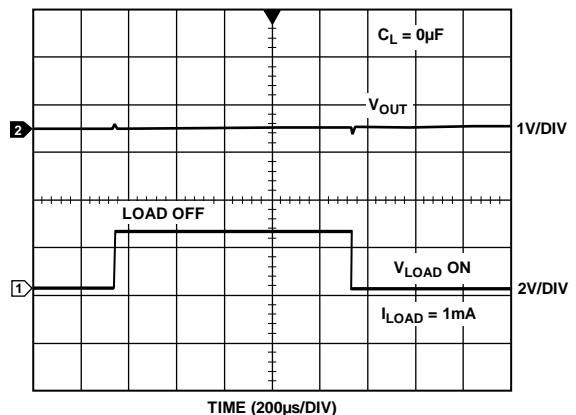 C_L = 0µF
V_OUT
2
1V/DIV
LOAD OFF
V_LOAD ON
1
2V/DIV
I_LOAD = 1mA
TIME (200µs/DIV)